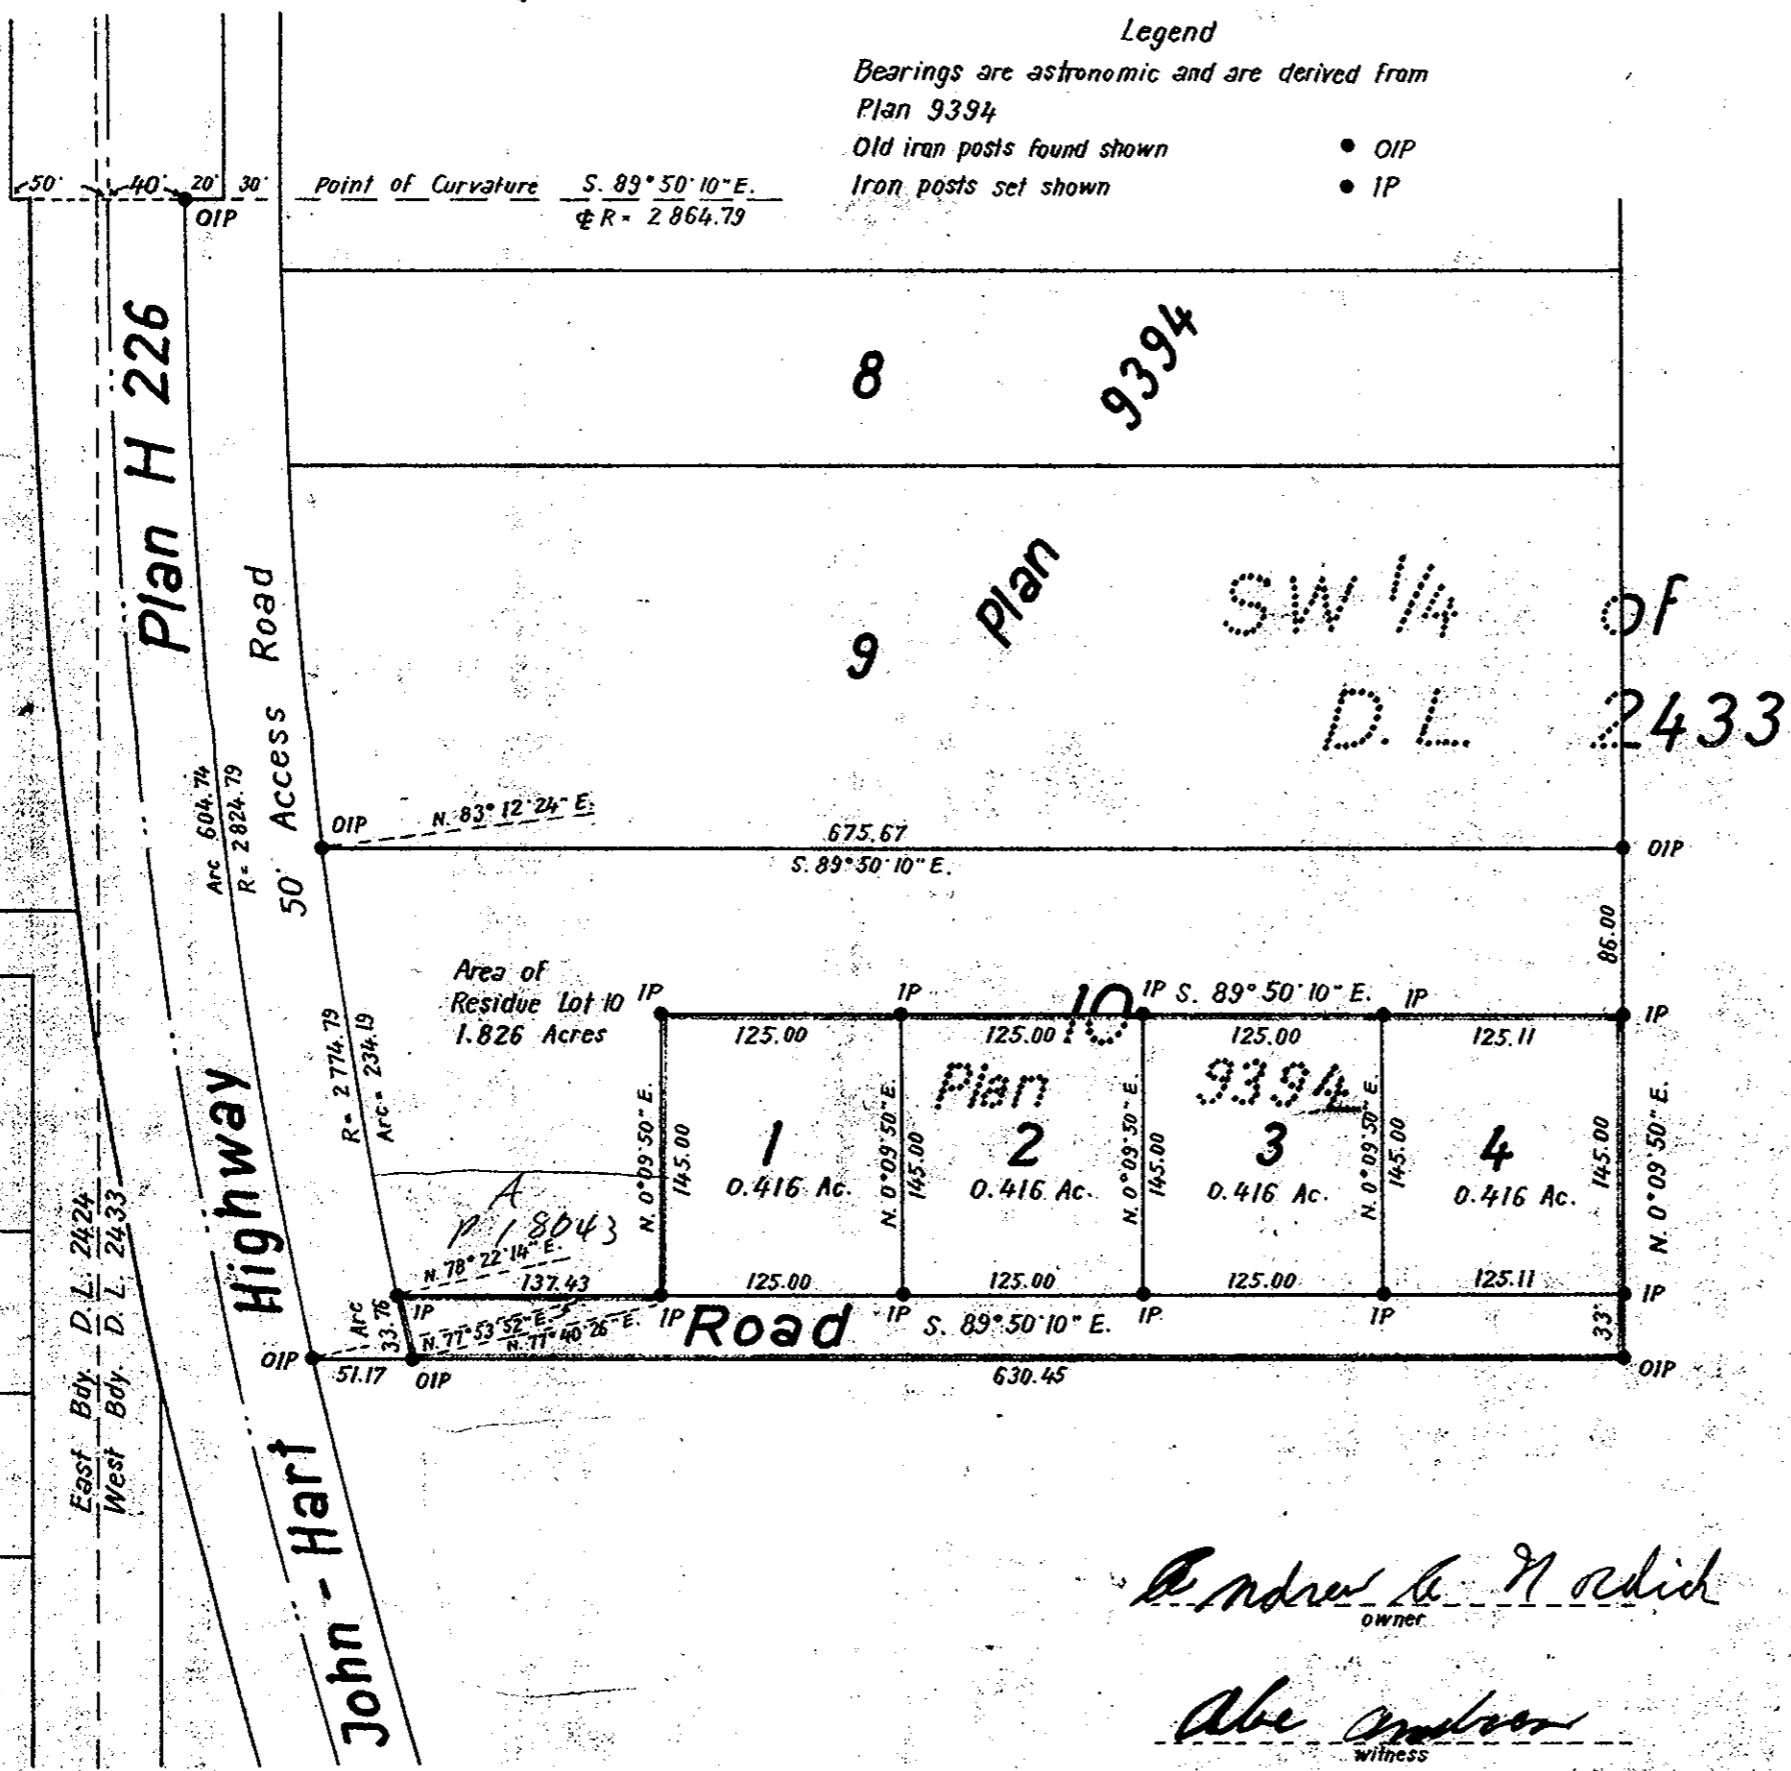 Legend
Bearings are astronomic and are derived from
Plan 9394
Old iron posts found shown ● OIP
Iron posts set shown ● IP
50' 40' 20' 30' Point of Curvature S. 89° 50' 10" E.
OIP ℄ R = 2 864.79
Plan H 226
8
9394
Plan
9
SW 1/4 of
D.L. 2433
50' Access Road
Arc 604.74
R = 2 824.79
OIP N. 83° 12' 24" E.
675.67
S. 89° 50' 10" E.
OIP
86.00
Area of
Residue Lot 10
1.826 Acres
R = 2 774.79
Arc = 234.19
IP IP 10 IP S. 89° 50' 10" E. IP IP
125.00 125.00 125.00 125.11
Plan 9394
N. 0° 09' 50" E. 145.00
N. 0° 09' 50" E. 145.00
N. 0° 09' 50" E. 145.00
N. 0° 09' 50" E. 145.00
145.00 N. 0° 09' 50" E.
1 2 3 4
0.416 Ac. 0.416 Ac. 0.416 Ac. 0.416 Ac.
A
P 18043
N. 78° 22' 14" E.
137.43 125.00 125.00 125.00 125.11
IP IP IP IP IP IP
Arc 33.76
N. 77° 53' 52" E.
N. 77° 40' 26" E.
Road S. 89° 50' 10" E.
33'
OIP 51.17 OIP 630.45 OIP
East Bdy. D. L. 2424
West Bdy. D. L. 2433
John - Hart Highway
owner
Abe
witness